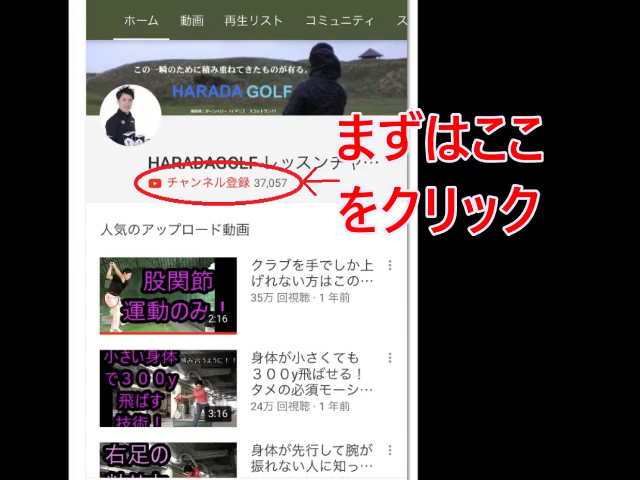 ホーム 動画 再生リスト コミュニティ ス
この一瞬のために積み重ねてきたものが有る。
HARADA GOLF
HARADAGOLF レッスンチャ…
チャンネル登録 37,057
まずはここ
をクリック
人気のアップロード動画
股関節
運動のみ！
2:16
クラブを手でしか上
げれない方はこの…
35万 回視聴・1 年前
小さい身体
で３００y
飛ばす
技術！
3:16
身体が小さくても
３００y飛ばせる！
タメの必須モーシ…
24万 回視聴・1 年前
右足の
身体が先行して腕が
振れない人に知っ…